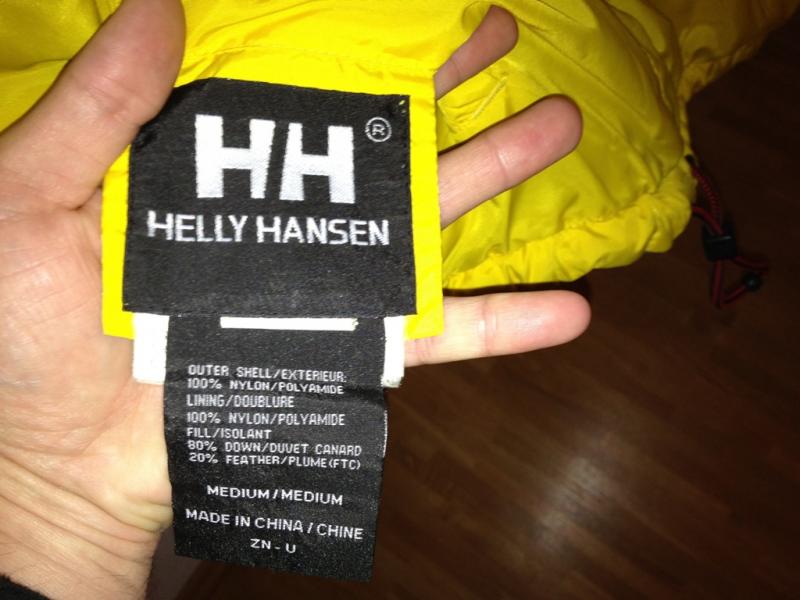 HH®
HELLY HANSEN
OUTER SHELL/EXTERIEUR:
100% NYLON/POLYAMIDE
LINING/DOUBLURE
100% NYLON/POLYAMIDE
FILL/ISOLANT
80% DOWN/DUVET CANARD
20% FEATHER/PLUME(FTC)
MEDIUM/MEDIUM
MADE IN CHINA/CHINE
ZN-U